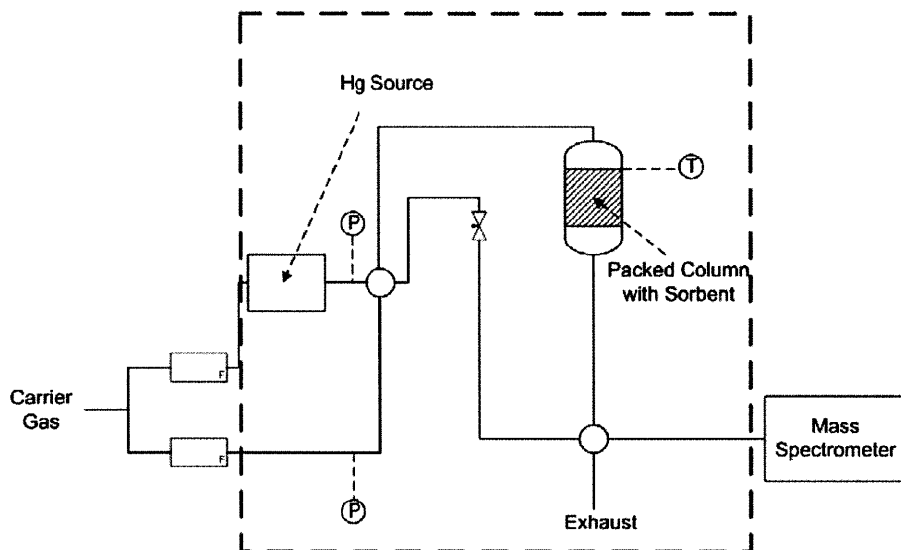 Hg Source
T
P
Packed Column
with Sorbent
F
Carrier
Gas
F
Mass
Spectrometer
P
Exhaust